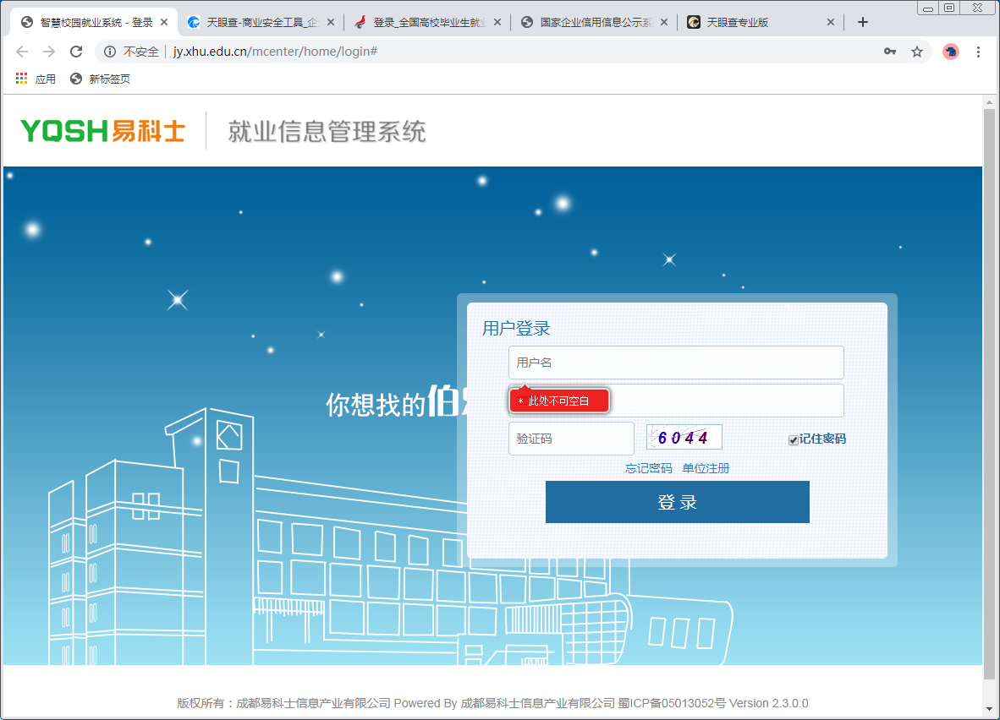 智慧校园就业系统 - 登录
天眼查-商业安全工具_企
登录_全国高校毕业生就业
国家企业信用信息公示系
天眼查专业版
不安全 | jy.xhu.edu.cn/mcenter/home/login#
应用 新标签页
YQSH易科士 就业信息管理系统
用户登录
用户名
你想找的伯
* 此处不可空白
验证码 6044 记住密码
忘记密码 单位注册
登 录
版权所有：成都易科士信息产业有限公司 Powered By 成都易科士信息产业有限公司 蜀ICP备05013052号 Version 2.3.0.0